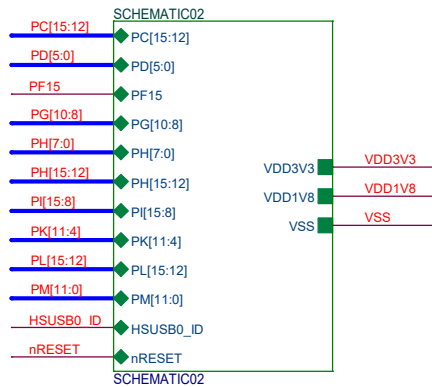 SCHEMATIC02
PC[15:12] PC[15:12]
PD[5:0] PD[5:0]
PF15 PF15
PG[10:8] PG[10:8]
PH[7:0] PH[7:0]
VDD3V3 VDD3V3
PH[15:12] PH[15:12]
VDD1V8 VDD1V8
PI[15:8] PI[15:8]
VSS VSS
PK[11:4] PK[11:4]
PL[15:12] PL[15:12]
PM[11:0] PM[11:0]
HSUSB0_ID HSUSB0_ID
nRESET nRESET
SCHEMATIC02